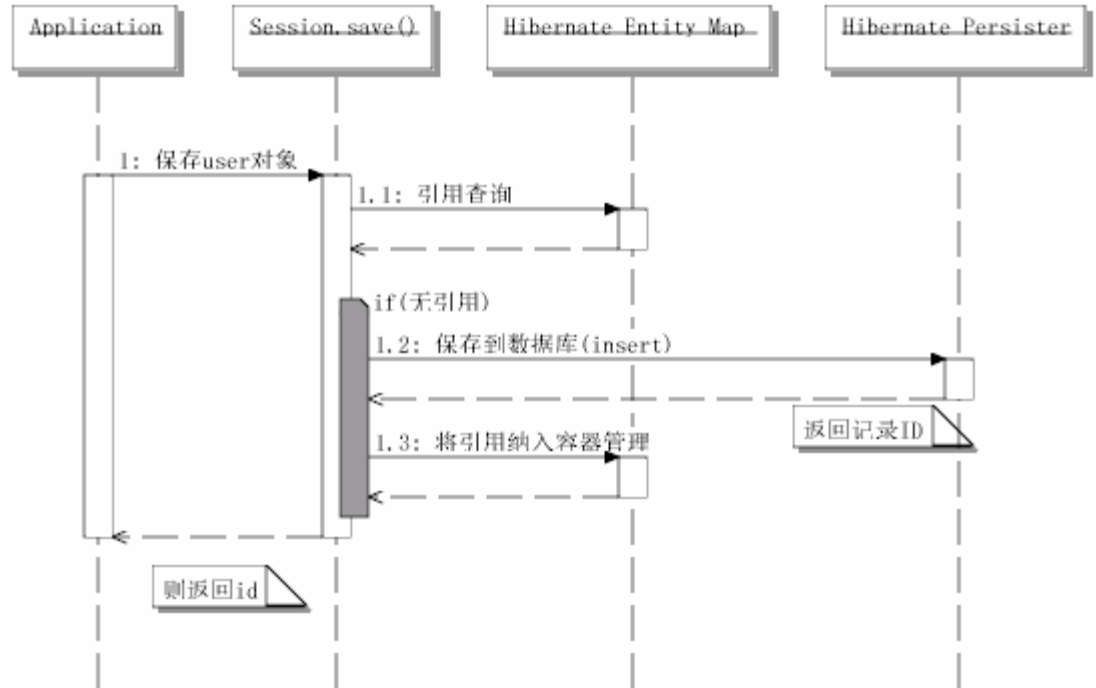 Application
Session.save()
Hibernate Entity Map
Hibernate Persister
1: 保存user对象
1.1: 引用查询
if(无引用)
1.2: 保存到数据库(insert)
返回记录ID
1.3: 将引用纳入容器管理
则返回id